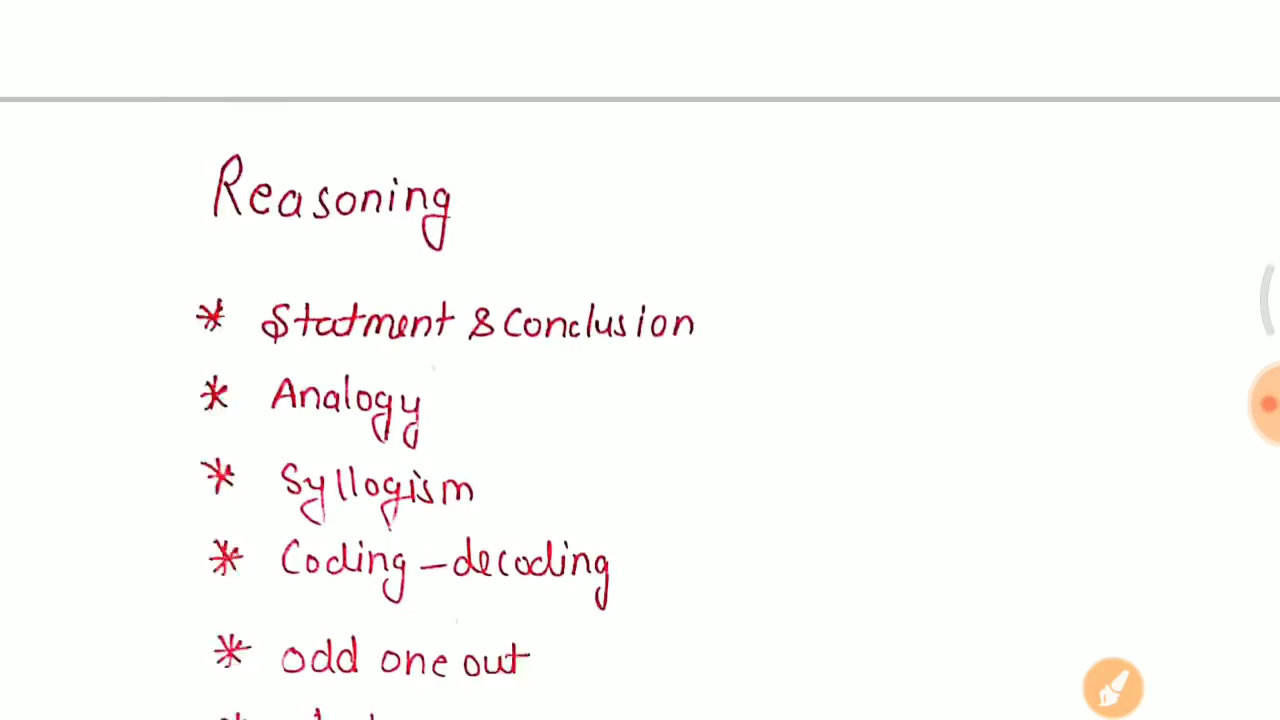 Reasoning
* Statment & Conclusion
* Analogy
* Syllogism
* Coding - decoding
* odd one out